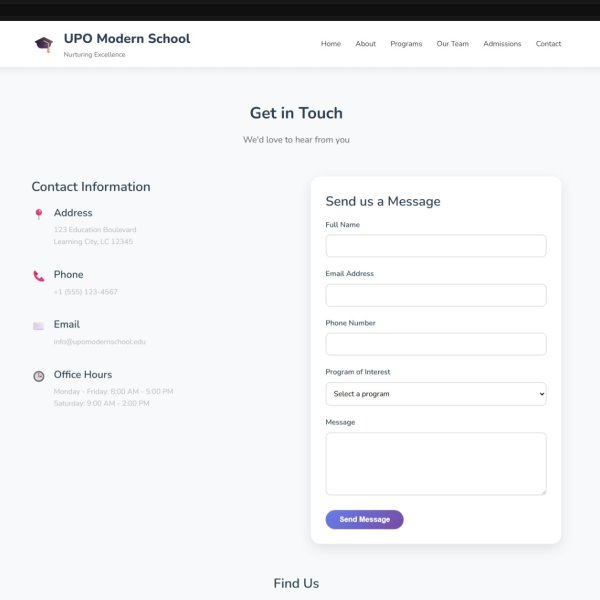 UPO Modern School
Nurturing Excellence
Home
About
Programs
Our Team
Admissions
Contact
Get in Touch
We'd love to hear from you
Contact Information
Address
123 Education Boulevard
Learning City, LC 12345
Phone
+1 (555) 123-4567
Email
info@upomodernschool.edu
Office Hours
Monday - Friday: 8:00 AM - 5:00 PM
Saturday: 9:00 AM - 2:00 PM
Send us a Message
Full Name
Email Address
Phone Number
Program of Interest
Select a program
Message
Send Message
Find Us